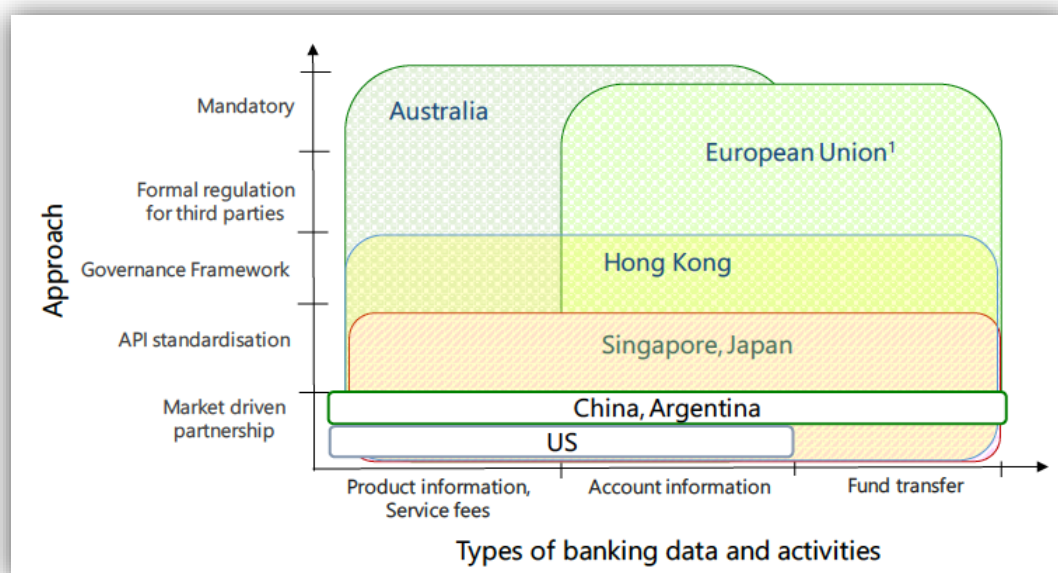 Approach
Mandatory
Formal regulation
for third parties
Governance Framework
API standardisation
Market driven
partnership
Australia
European Union¹
Hong Kong
Singapore, Japan
China, Argentina
US
Product information,
Service fees
Account information
Fund transfer
Types of banking data and activities